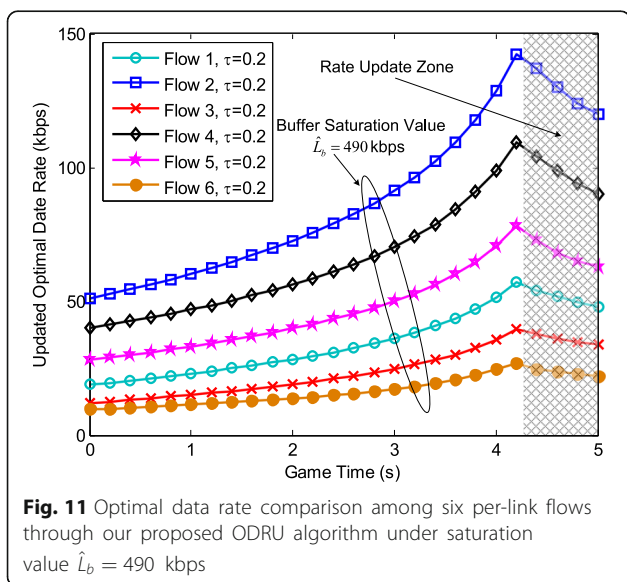 150
100
50
0
Updated Optimal Date Rate (kbps)
Flow 1, τ=0.2
Flow 2, τ=0.2
Flow 3, τ=0.2
Flow 4, τ=0.2
Flow 5, τ=0.2
Flow 6, τ=0.2
Rate Update Zone
Buffer Saturation Value
L̂_b = 490 kbps
0 1 2 3 4 5
Game Time (s)
Fig. 11 Optimal data rate comparison among six per-link flows
through our proposed ODRU algorithm under saturation
value L̂_b = 490 kbps